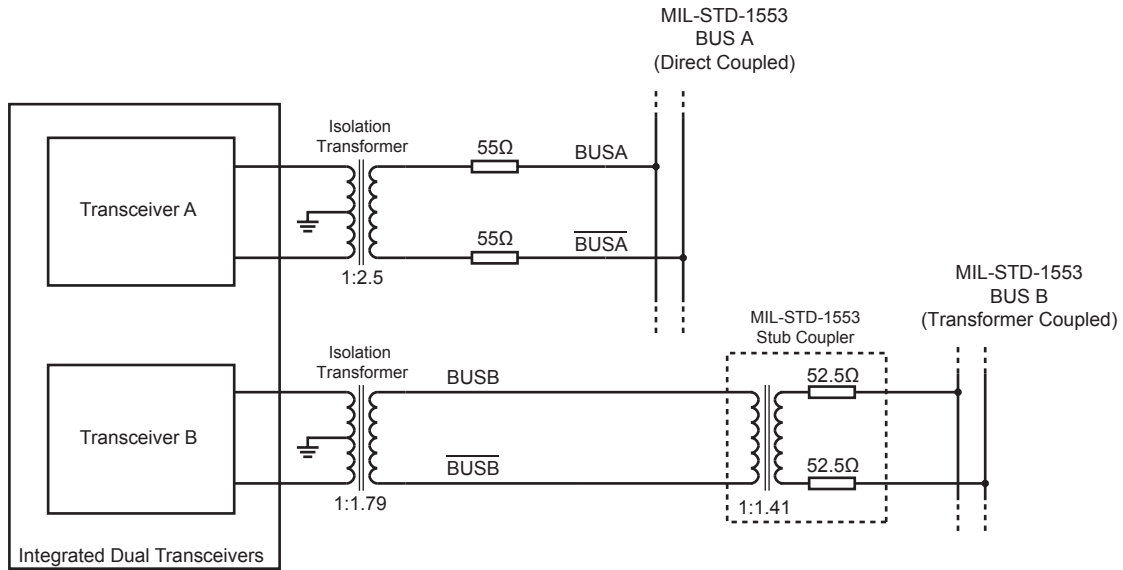 MIL-STD-1553
BUS A
(Direct Coupled)
Isolation
Transformer
55Ω
BUSA
Transceiver A
55Ω
BUSA
1:2.5
MIL-STD-1553
BUS B
(Transformer Coupled)
MIL-STD-1553
Stub Coupler
Isolation
Transformer
BUSB
52.5Ω
Transceiver B
BUSB
52.5Ω
1:1.79
1:1.41
Integrated Dual Transceivers